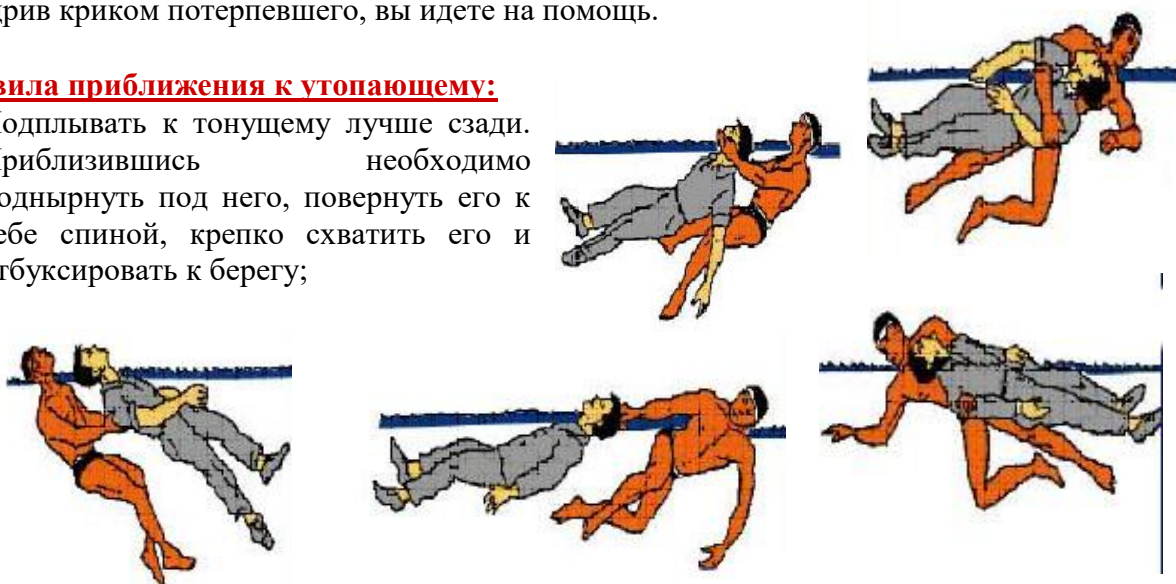 дрив криком потерпевшего, вы идете на помощь.
вила приближения к утопающему:
одплывать к тонущему лучше сзади.
риблизившись необходимо
однырнуть под него, повернуть его к
ебе спиной, крепко схватить его и
тбуксировать к берегу;